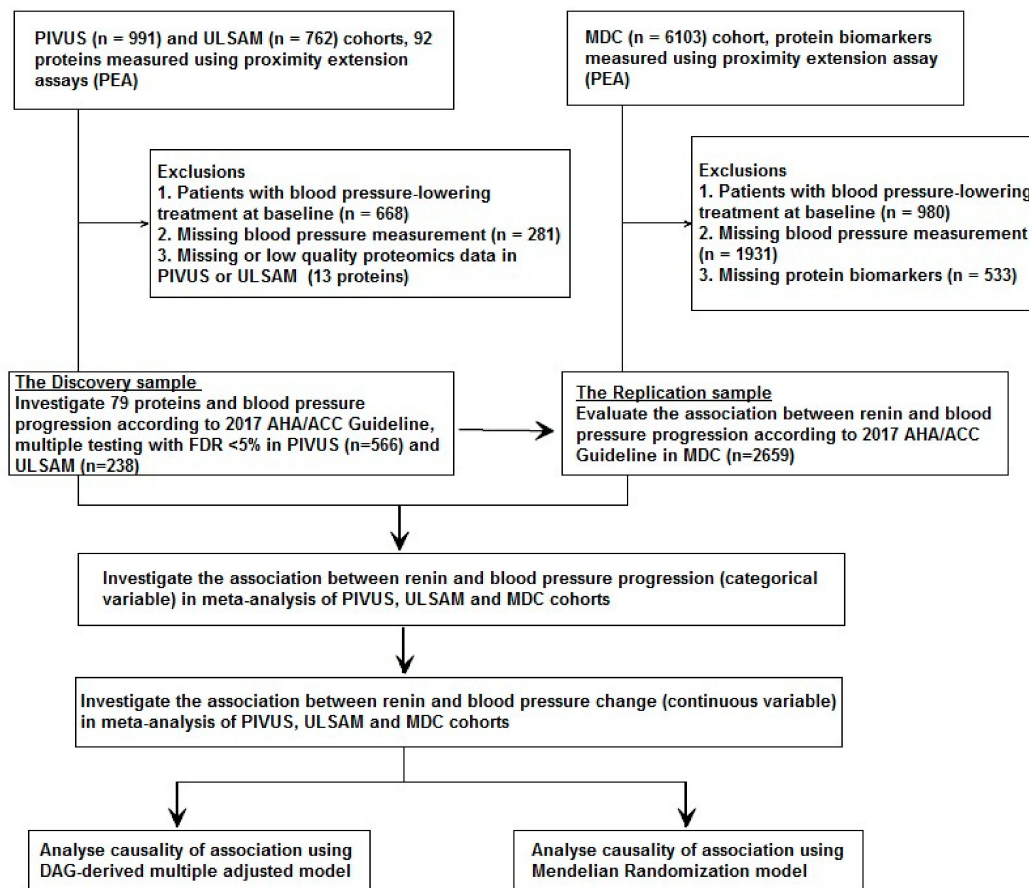 PIVUS (n = 991) and ULSAM (n = 762) cohorts, 92
proteins measured using proximity extension
assays (PEA)
MDC (n = 6103) cohort, protein biomarkers
measured using proximity extension assay
(PEA)
Exclusions
1. Patients with blood pressure-lowering
treatment at baseline (n = 668)
2. Missing blood pressure measurement (n = 281)
3. Missing or low quality proteomics data in
PIVUS or ULSAM (13 proteins)
Exclusions
1. Patients with blood pressure-lowering
treatment at baseline (n = 980)
2. Missing blood pressure measurement
(n = 1931)
3. Missing protein biomarkers (n = 533)
The Discovery sample
Investigate 79 proteins and blood pressure
progression according to 2017 AHA/ACC Guideline,
multiple testing with FDR <5% in PIVUS (n=566) and
ULSAM (n=238)
The Replication sample
Evaluate the association between renin and blood
pressure progression according to 2017 AHA/ACC
Guideline in MDC (n=2659)
Investigate the association between renin and blood pressure progression (categorical
variable) in meta-analysis of PIVUS, ULSAM and MDC cohorts
Investigate the association between renin and blood pressure change (continuous variable)
in meta-analysis of PIVUS, ULSAM and MDC cohorts
Analyse causality of association using
DAG-derived multiple adjusted model
Analyse causality of association using
Mendelian Randomization model